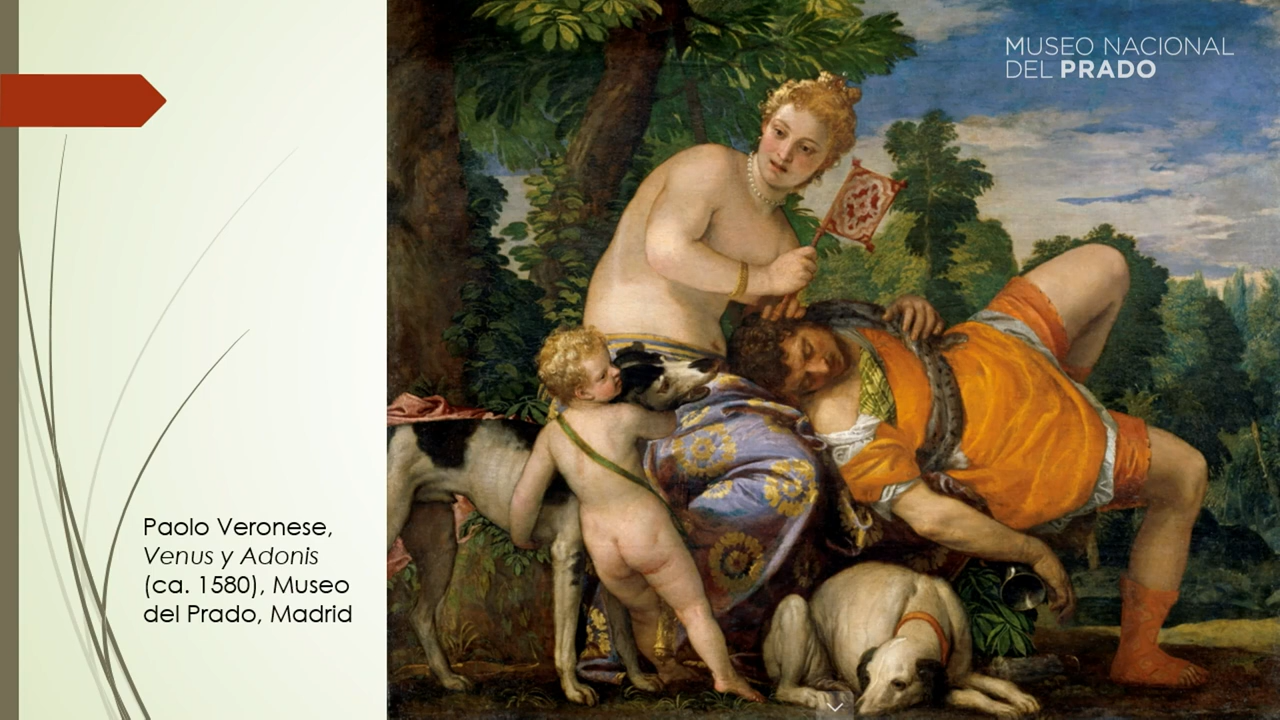 MUSEO NACIONAL
DEL PRADO
Paolo Veronese,
Venus y Adonis
(ca. 1580), Museo
del Prado, Madrid